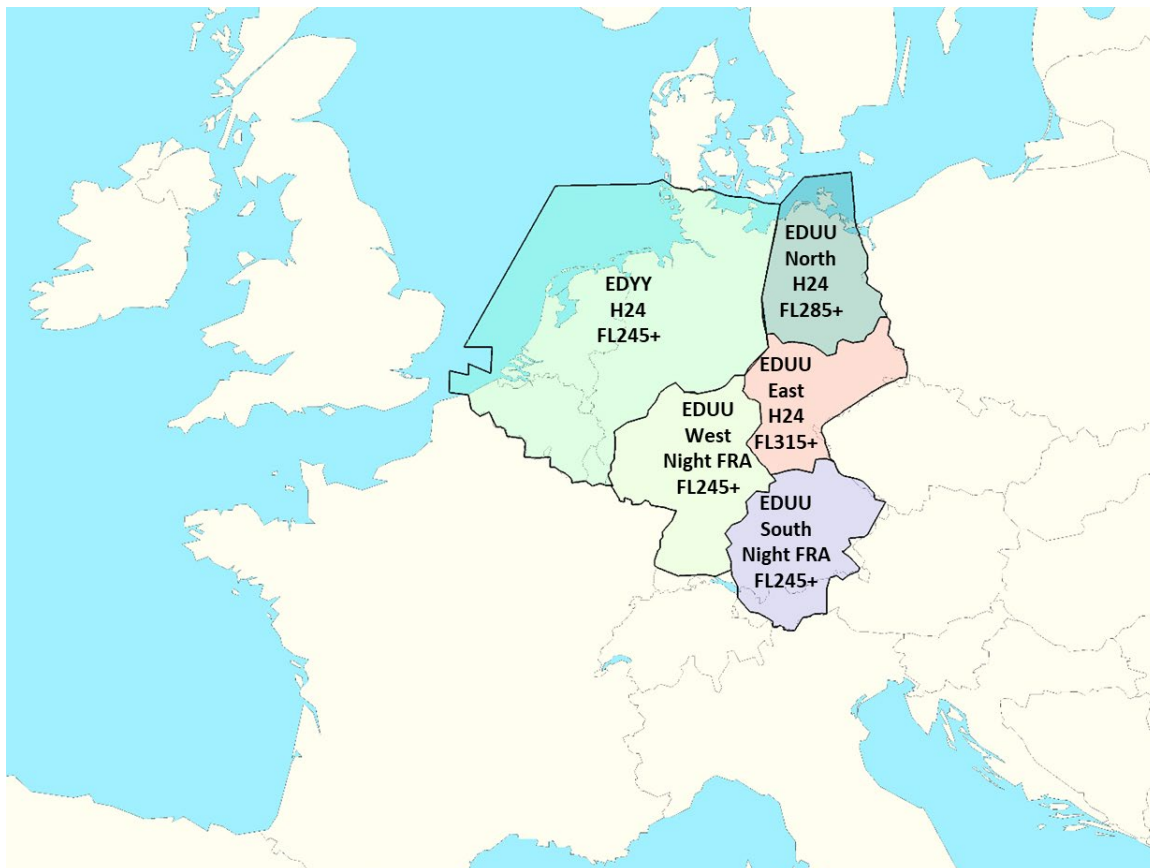 EDUU
North
H24
FL285+
EDYY
H24
FL245+
EDUU
East
H24
FL315+
EDUU
West
Night FRA
FL245+
EDUU
South
Night FRA
FL245+